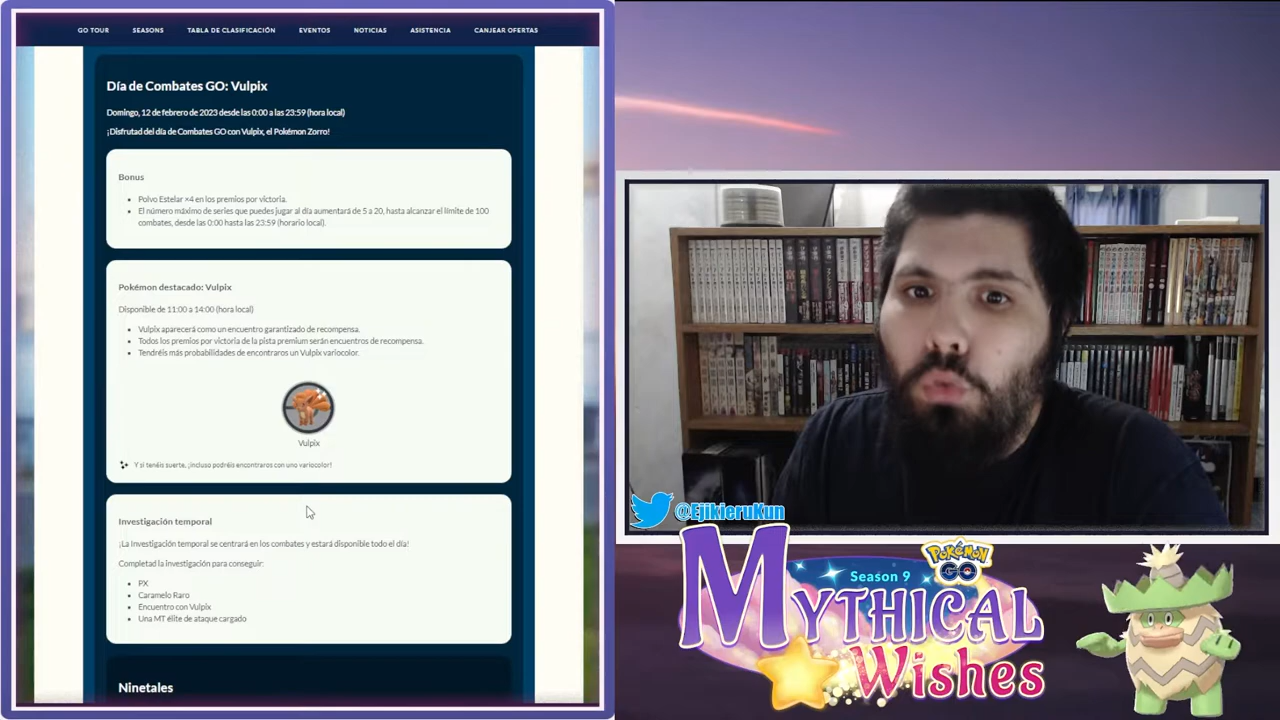 GO TOUR SEASONS TABLA DE CLASIFICACIÓN EVENTOS NOTICIAS ASISTENCIA CANJEAR OFERTAS
Día de Combates GO: Vulpix
Domingo, 12 de febrero de 2023 desde las 0:00 a las 23:59 (hora local)
¡Disfrutad del día de Combates GO con Vulpix, el Pokémon Zorro!
Bonus
• Polvo Estelar ×4 en los premios por victoria.
• El número máximo de series que puedes jugar al día aumentará de 5 a 20, hasta alcanzar el límite de 100
combates, desde las 0:00 hasta las 23:59 (horario local).
Pokémon destacado: Vulpix
Disponible de 11:00 a 14:00 (hora local)
• Vulpix aparecerá como un encuentro garantizado de recompensa.
• Todos los premios por victoria de la pista premium serán encuentros de recompensa.
• Tendréis más probabilidades de encontraros un Vulpix variocolor.
Vulpix
Y si tenéis suerte, ¡incluso podréis encontraros con uno variocolor!
Investigación temporal
¡La Investigación temporal se centrará en los combates y estará disponible todo el día!
Completad la investigación para conseguir:
• PX
• Caramelo Raro
• Encuentro con Vulpix
• Una MT élite de ataque cargado
Ninetales
@EjikieruKun
Pokémon
GO
Season 9
MYTHICAL
Wishes